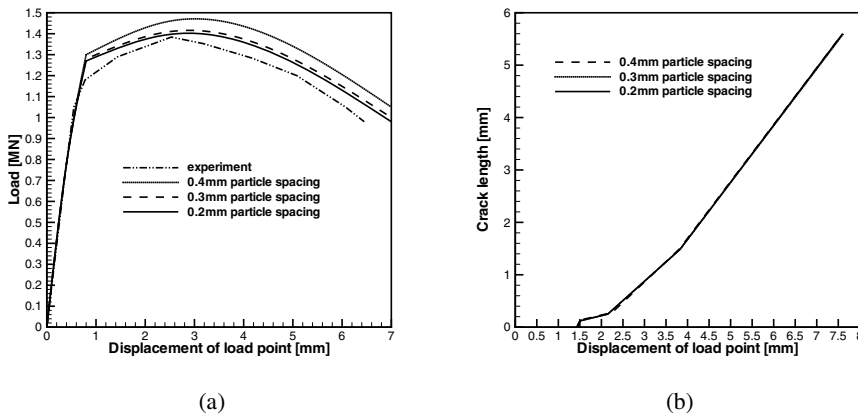 1.5
1.4
1.3
1.2
1.1
1
0.9
0.8
0.7
0.6
0.5
0.4
0.3
0.2
0.1
0
Load [MN]
experiment
0.4mm particle spacing
0.3mm particle spacing
0.2mm particle spacing
0 1 2 3 4 5 6 7
Displacement of load point [mm]
(a)
6
5
4
3
2
1
0
Crack length [mm]
0.4mm particle spacing
0.3mm particle spacing
0.2mm particle spacing
0 0.5 1 1.5 2 2.5 3 3.5 4 4.5 5 5.5 6 6.5 7 7.5 8
Displacement of load point [mm]
(b)